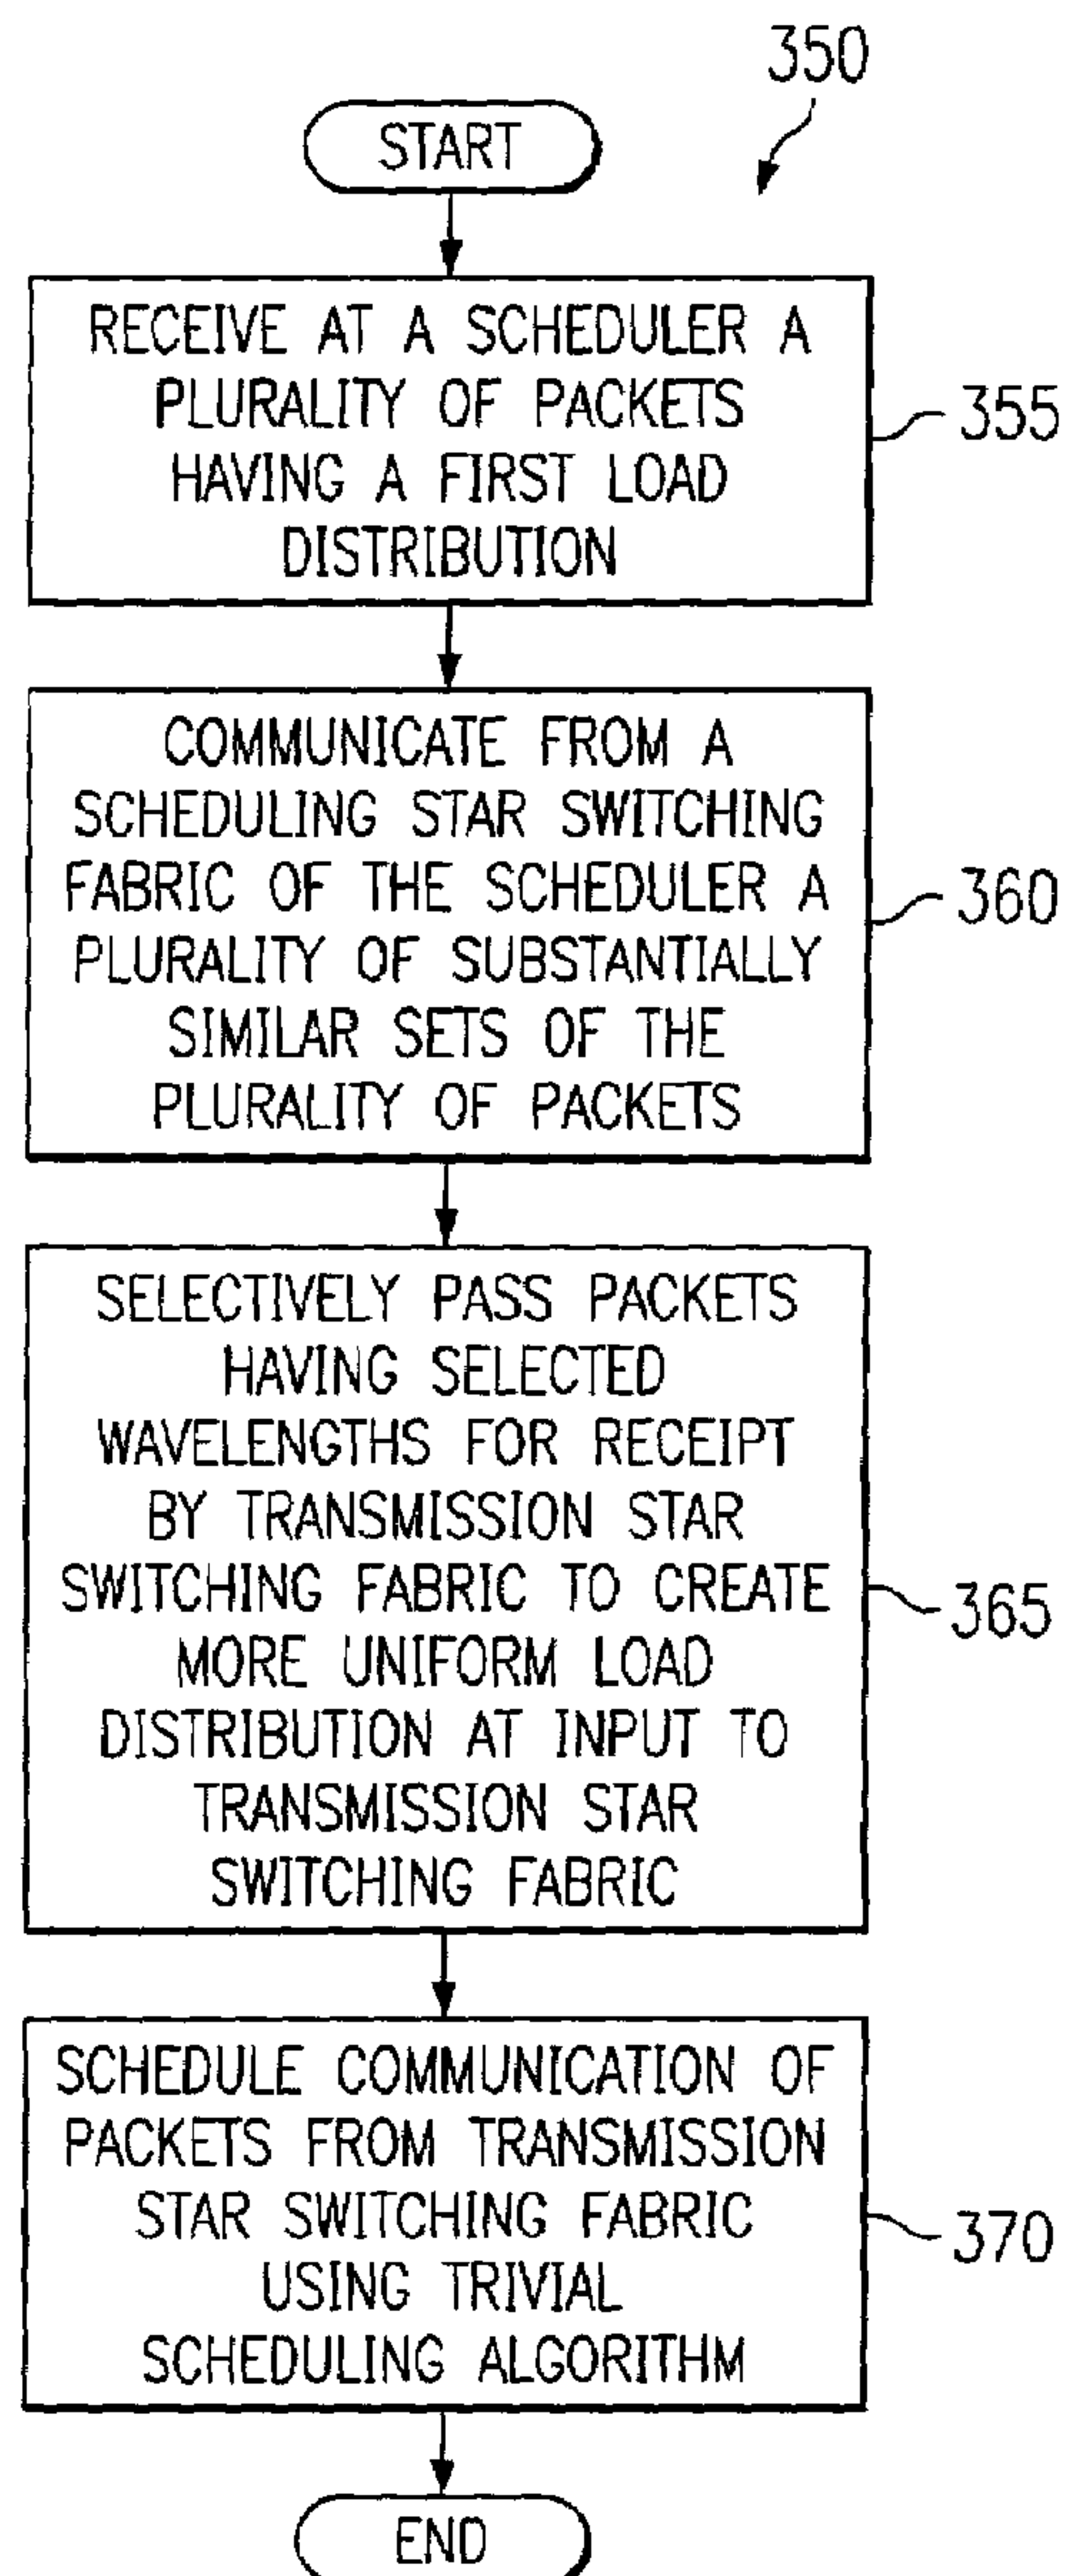 350
START
RECEIVE AT A SCHEDULER A
PLURALITY OF PACKETS
HAVING A FIRST LOAD
DISTRIBUTION
355
COMMUNICATE FROM A
SCHEDULING STAR SWITCHING
FABRIC OF THE SCHEDULER A
PLURALITY OF SUBSTANTIALLY
SIMILAR SETS OF THE
PLURALITY OF PACKETS
360
SELECTIVELY PASS PACKETS
HAVING SELECTED
WAVELENGTHS FOR RECEIPT
BY TRANSMISSION STAR
SWITCHING FABRIC TO CREATE
MORE UNIFORM LOAD
DISTRIBUTION AT INPUT TO
TRANSMISSION STAR
SWITCHING FABRIC
365
SCHEDULE COMMUNICATION OF
PACKETS FROM TRANSMISSION
STAR SWITCHING FABRIC
USING TRIVIAL
SCHEDULING ALGORITHM
370
END